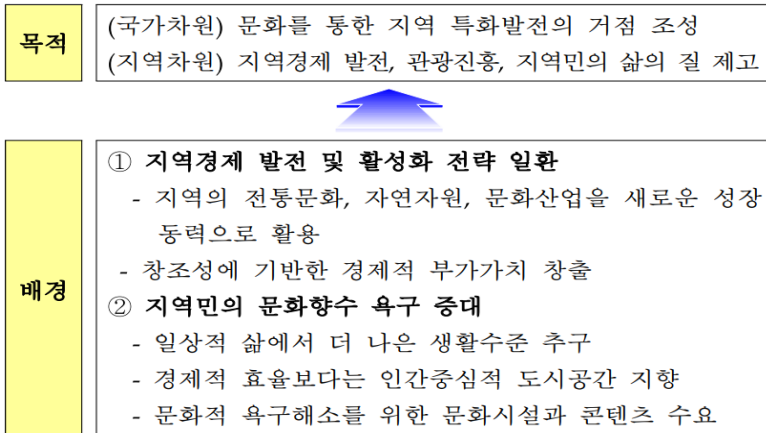 목적
(국가차원) 문화를 통한 지역 특화발전의 거점 조성
(지역차원) 지역경제 발전, 관광진흥, 지역민의 삶의 질 제고
배경
① 지역경제 발전 및 활성화 전략 일환
- 지역의 전통문화, 자연자원, 문화산업을 새로운 성장
동력으로 활용
- 창조성에 기반한 경제적 부가가치 창출
② 지역민의 문화향수 욕구 증대
- 일상적 삶에서 더 나은 생활수준 추구
- 경제적 효율보다는 인간중심적 도시공간 지향
- 문화적 욕구해소를 위한 문화시설과 콘텐츠 수요